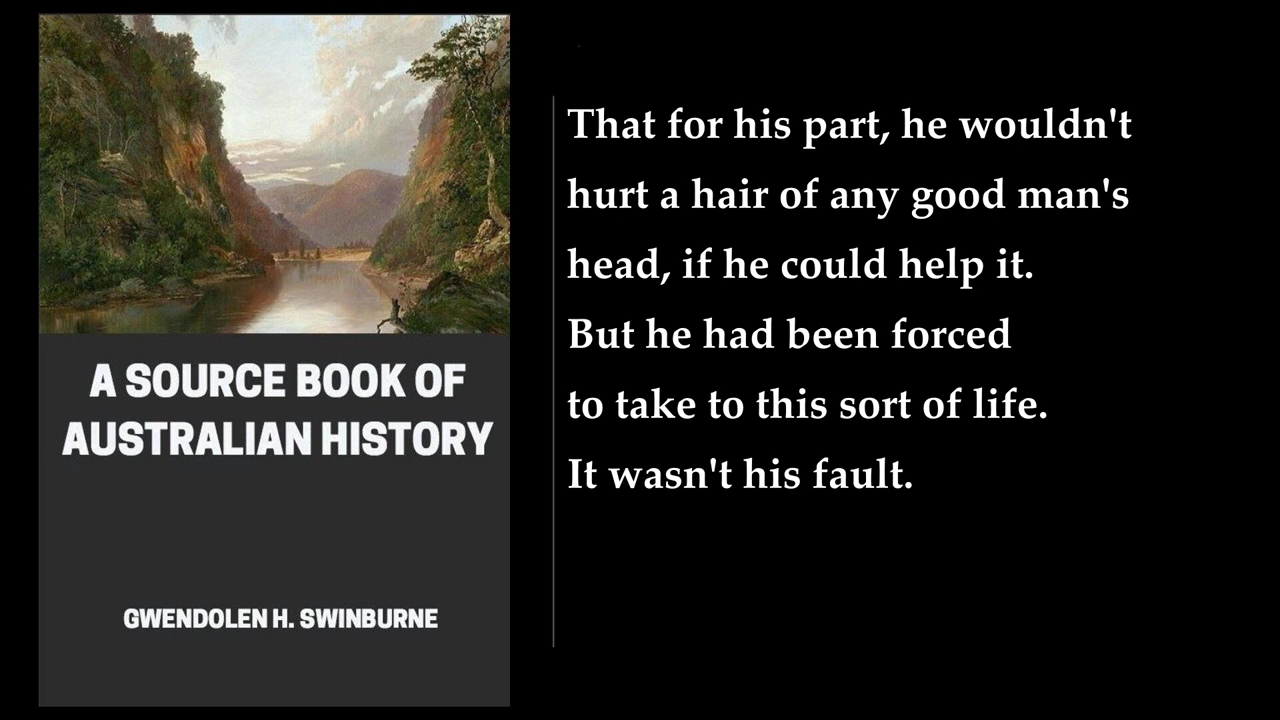 A SOURCE BOOK OF
AUSTRALIAN HISTORY
GWENDOLEN H. SWINBURNE
That for his part, he wouldn't
hurt a hair of any good man's
head, if he could help it.
But he had been forced
to take to this sort of life.
It wasn't his fault.